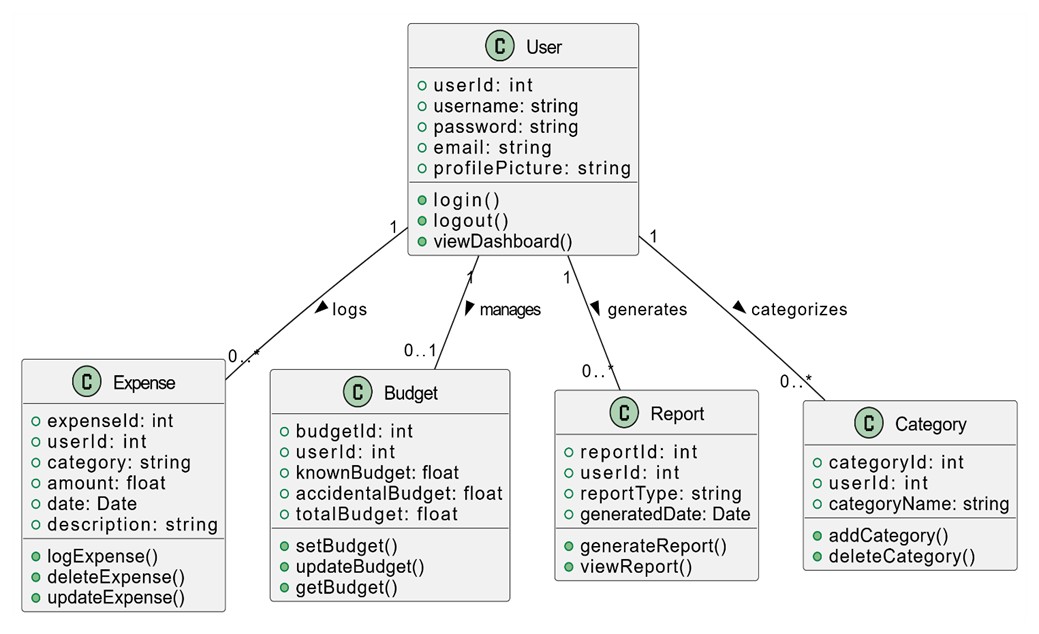 C User
userId: int
username: string
password: string
email: string
profilePicture: string
login()
logout()
viewDashboard()
1
1
1
1
logs
manages
generates
categorizes
0..*
0..1
0..*
0..*
C Expense
expenseId: int
userId: int
category: string
amount: float
date: Date
description: string
logExpense()
deleteExpense()
updateExpense()
C Budget
budgetId: int
userId: int
knownBudget: float
accidentalBudget: float
totalBudget: float
setBudget()
updateBudget()
getBudget()
C Report
reportId: int
userId: int
reportType: string
generatedDate: Date
generateReport()
viewReport()
C Category
categoryId: int
userId: int
categoryName: string
addCategory()
deleteCategory()